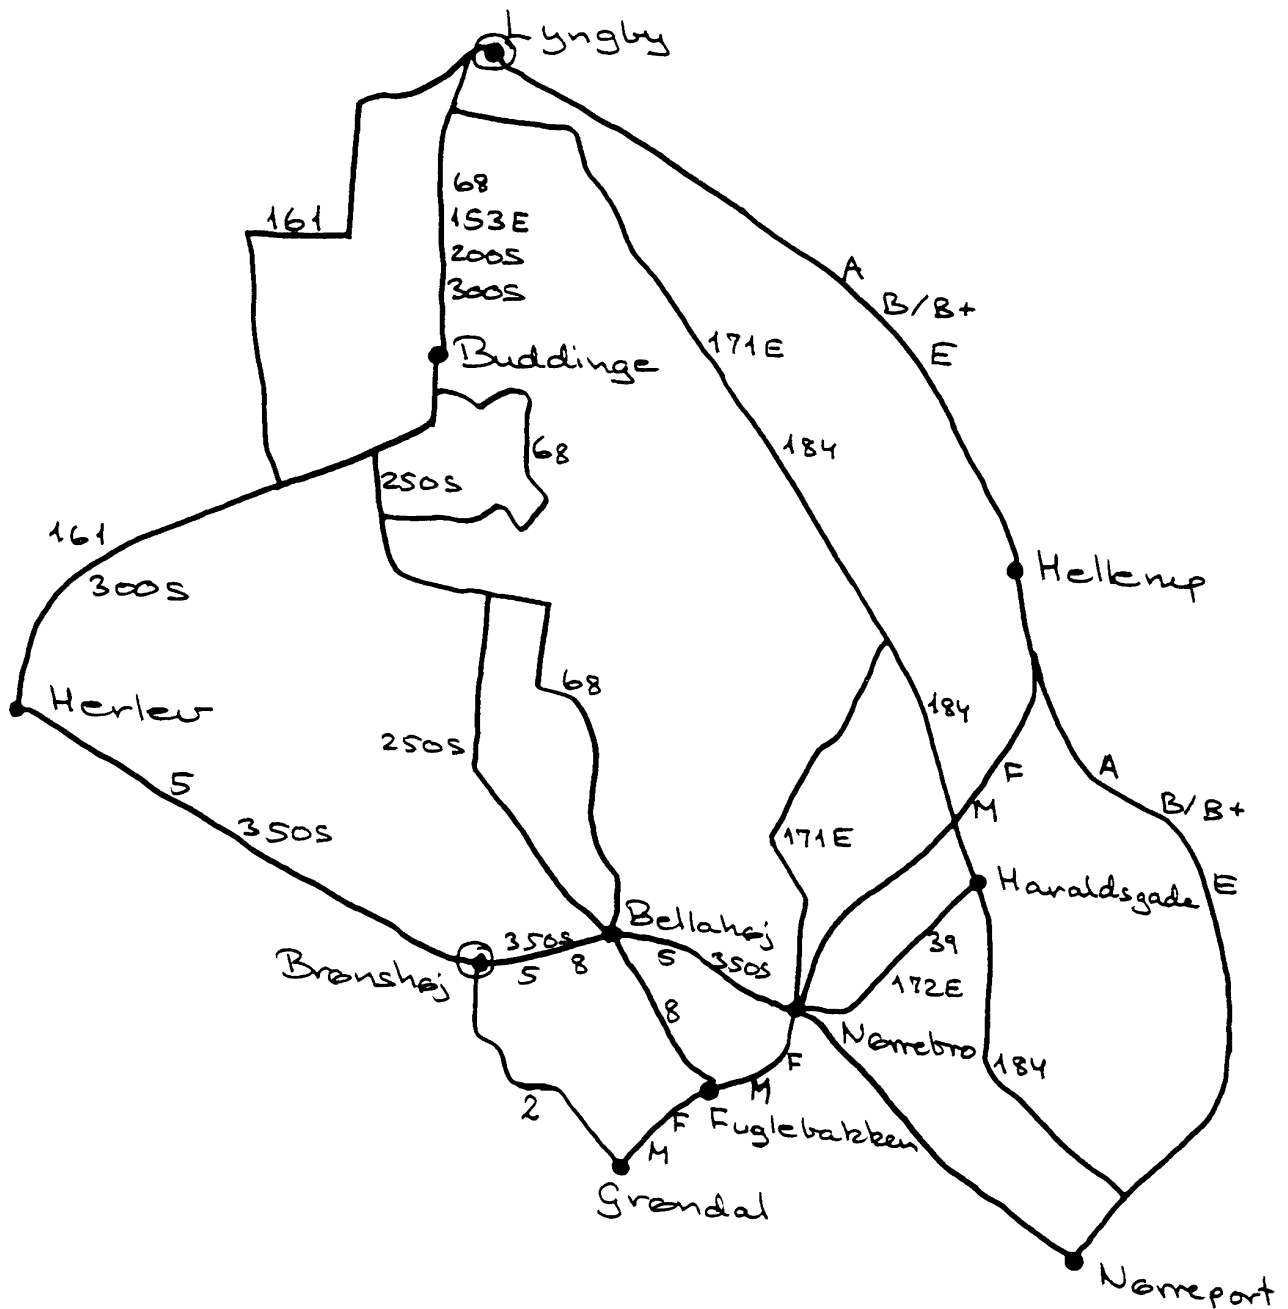 Lyngby
68
153E
200S
300S
161
A
B/B+
E
171E
Buddinge
184
68
250S
161
300S
Hellerup
68
184
Herlev
250S
5
350S
F
M
A
B/B+
E
171E
Haraldsgade
Bellahøj
350S
5
8
5
350S
39
172E
Brønshøj
8
Nørrebro
184
F
M
2
F
M
Fuglebakken
Grøndal
Nørreport